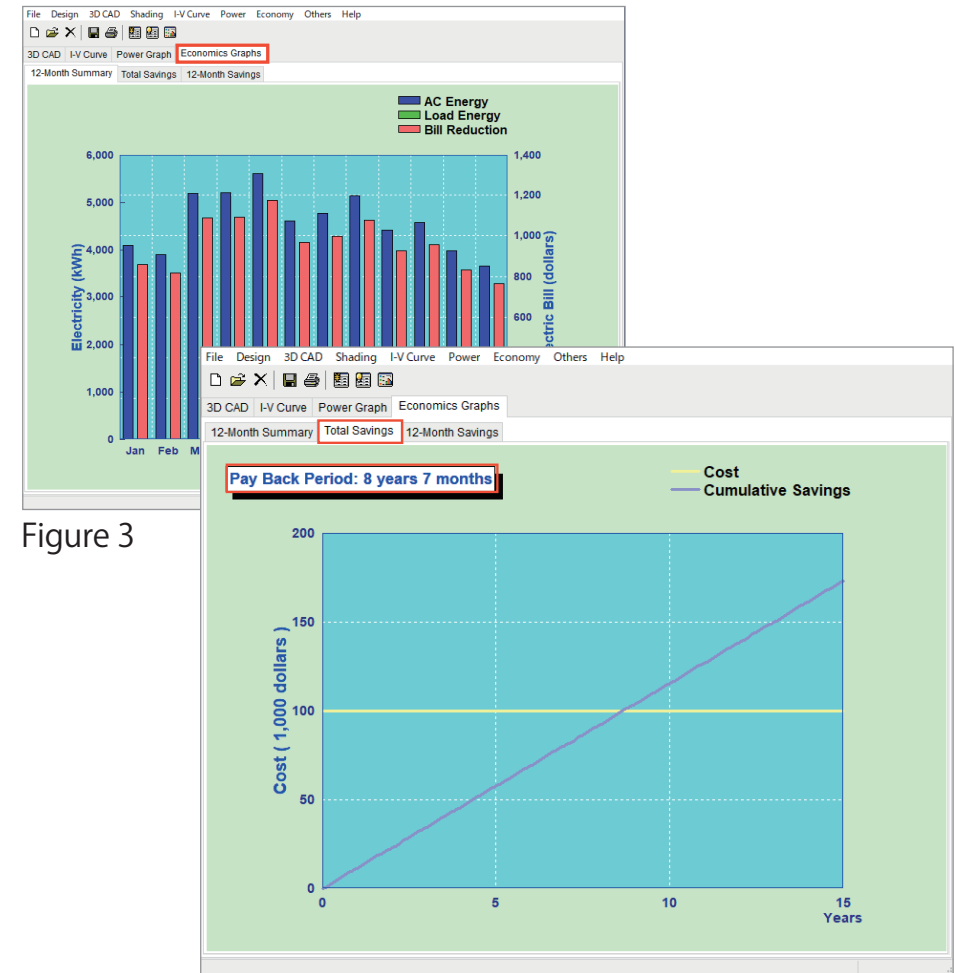 File Design 3D CAD Shading I-V Curve Power Economy Others Help
3D CAD I-V Curve Power Graph Economics Graphs
12-Month Summary Total Savings 12-Month Savings
AC Energy
Load Energy
Bill Reduction
6,000
5,000
4,000
3,000
2,000
1,000
0
Electricity (kWh)
1,400
1,200
1,000
800
600
Bill (dollars)
Jan Feb
Figure 3
File Design 3D CAD Shading I-V Curve Power Economy Others Help
3D CAD I-V Curve Power Graph Economics Graphs
12-Month Summary Total Savings 12-Month Savings
Pay Back Period: 8 years 7 months
Cost
Cumulative Savings
200
150
100
50
0
Cost ( 1,000 dollars )
0 5 10 15
Years